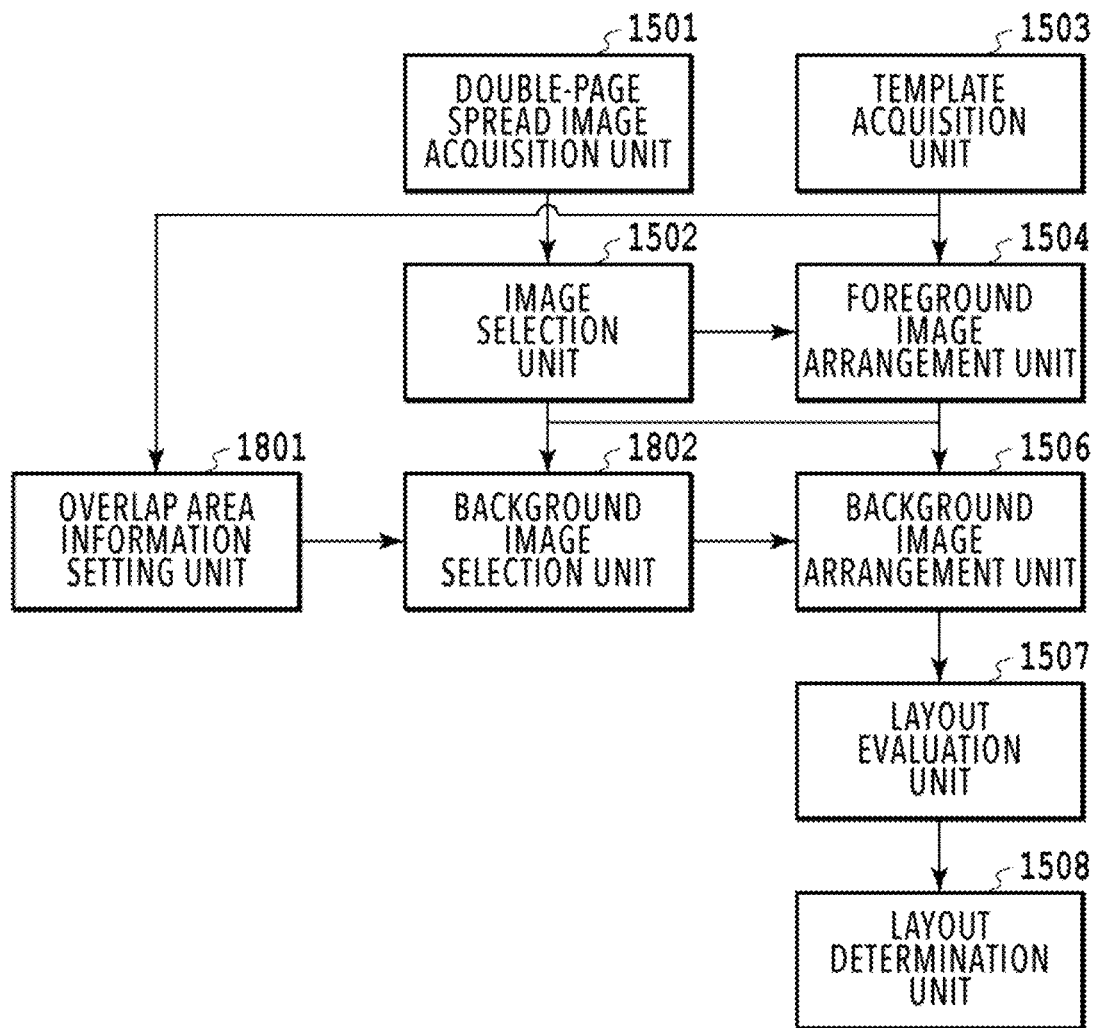 1501
DOUBLE-PAGE
SPREAD IMAGE
ACQUISITION UNIT
1503
TEMPLATE
ACQUISITION
UNIT
1502
IMAGE
SELECTION
UNIT
1504
FOREGROUND
IMAGE
ARRANGEMENT UNIT
1801
OVERLAP AREA
INFORMATION
SETTING UNIT
1802
BACKGROUND
IMAGE
SELECTION UNIT
1506
BACKGROUND
IMAGE
ARRANGEMENT UNIT
1507
LAYOUT
EVALUATION
UNIT
1508
LAYOUT
DETERMINATION
UNIT